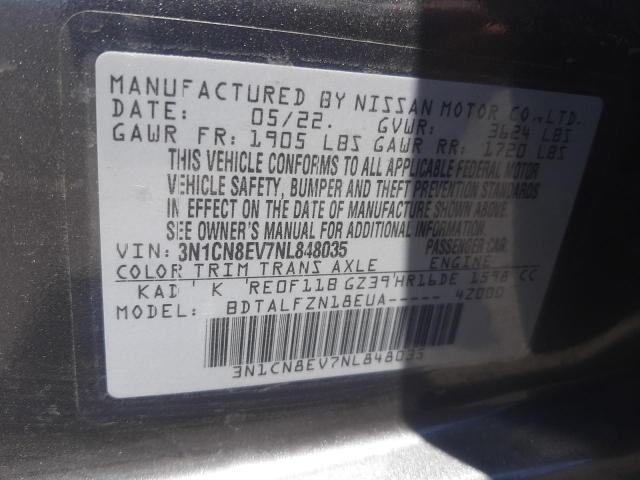 MANUFACTURED BY NISSAN MOTOR CO.,LTD.
DATE: 05/22. GVWR: 3624 LBS
GAWR FR: 1905 LBS GAWR RR: 1720 LBS
THIS VEHICLE CONFORMS TO ALL APPLICABLE FEDERAL MOTOR
VEHICLE SAFETY, BUMPER AND THEFT PREVENTION STANDARDS
IN EFFECT ON THE DATE OF MANUFACTURE SHOWN ABOVE.
SEE OWNER'S MANUAL FOR ADDITIONAL INFORMATION
VIN: 3N1CN8EV7NL848035 PASSENGER CAR.
COLOR TRIM TRANS AXLE ENGINE
KAD K RE0F11B GZ39 HR16DE 1598 CC
MODEL: BDTALFZN18EUA----- 42000
3N1CN8EV7NL848035